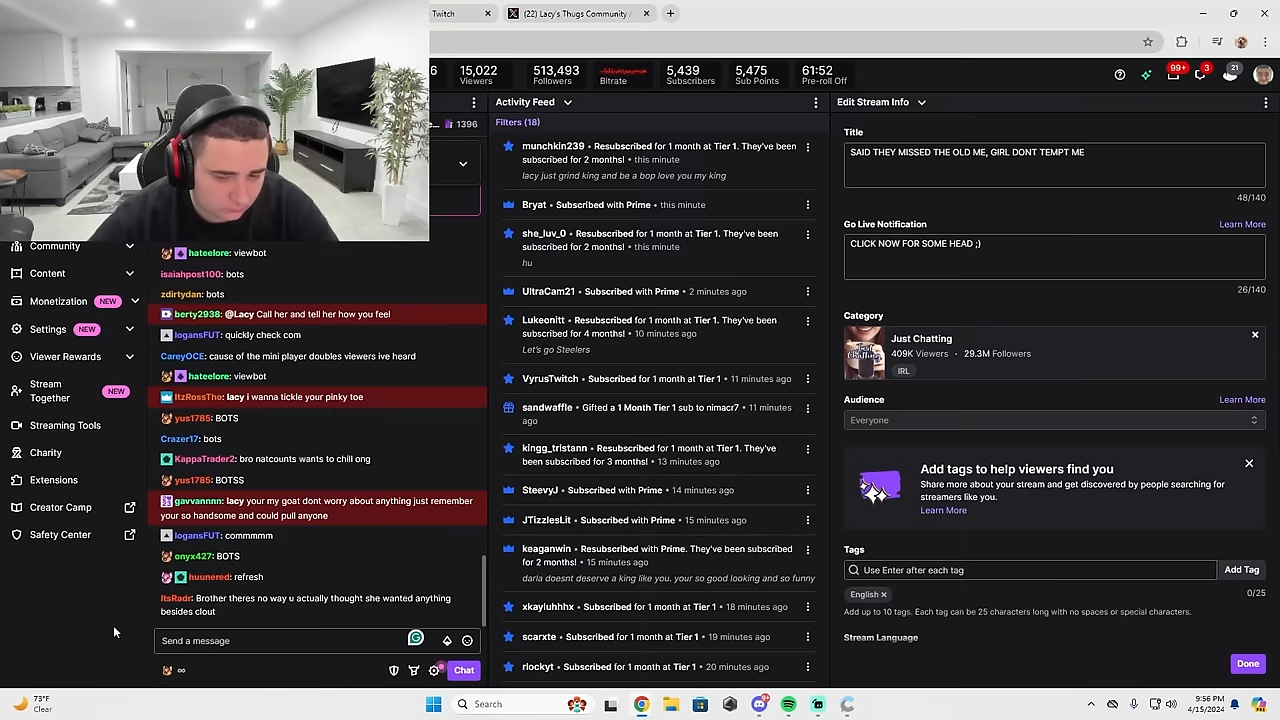 Twitch
(22) Lacy's Thugs Community /
15,022
Viewers
513,493
Followers
Bitrate
5,439
Subscribers
5,475
Sub Points
61:52
Pre-roll Off
99+
3
21
1396
Community
Content
Monetization NEW
Settings NEW
Viewer Rewards
Stream
Together
NEW
Streaming Tools
Charity
Extensions
Creator Camp
Safety Center
hateelore: viewbot
isaiahpost100: bots
zdirtydan: bots
berty2938: @Lacy Call her and tell her how you feel
logansFUT: quickly check com
CareyOCE: cause of the mini player doubles viewers ive heard
hateelore: viewbot
ItzRossTho: lacy i wanna tickle your pinky toe
yus1785: BOTS
Crazer17: bots
KappaTrader2: bro natcounts wants to chill ong
yus1785: BOTSS
gavvannnn: lacy your my goat dont worry about anything just remember
your so handsome and could pull anyone
logansFUT: commmmm
onyx427: BOTS
huunered: refresh
ItsRadr: Brother theres no way u actually thought she wanted anything
besides clout
Send a message
Chat
Activity Feed
Filters (18)
munchkin239 • Resubscribed for 1 month at Tier 1. They've been
subscribed for 2 months! • this minute
lacy just grind king and be a bop love you my king
Bryat • Subscribed with Prime • this minute
she_luv_0 • Resubscribed for 1 month at Tier 1. They've been
subscribed for 2 months! • this minute
hu
UltraCam21 • Subscribed with Prime • 2 minutes ago
Lukeonitt • Resubscribed for 1 month at Tier 1. They've been
subscribed for 4 months! • 10 minutes ago
Let's go Steelers
VyrusTwitch • Subscribed for 1 month at Tier 1 • 11 minutes ago
sandwaffle • Gifted a 1 Month Tier 1 sub to nimacr7 • 11 minutes
ago
kingg_tristann • Resubscribed for 1 month at Tier 1. They've
been subscribed for 3 months! • 13 minutes ago
SteevyJ • Subscribed with Prime • 14 minutes ago
JTizzlesLit • Subscribed with Prime • 15 minutes ago
keaganwin • Resubscribed with Prime. They've been subscribed
for 2 months! • 15 minutes ago
darla doesnt deserve a king like you. your so good looking and so funny
xkayluhhhx • Subscribed for 1 month at Tier 1 • 18 minutes ago
scarxte • Subscribed for 1 month at Tier 1 • 19 minutes ago
rlockyt • Subscribed for 1 month at Tier 1 • 20 minutes ago
Edit Stream Info
Title
SAID THEY MISSED THE OLD ME, GIRL DONT TEMPT ME
48/140
Go Live Notification
Learn More
CLICK NOW FOR SOME HEAD ;)
26/140
Category
Just Chatting
409K Viewers • 29.3M Followers
IRL
Audience
Learn More
Everyone
Add tags to help viewers find you
Share more about your stream and get discovered by people searching for
streamers like you.
Learn More
Tags
Use Enter after each tag
Add Tag
English
0/25
Add up to 10 tags. Each tag can be 25 characters long with no spaces or special characters.
Stream Language
Done
73°F
Clear
Search
9:56 PM
4/15/2024